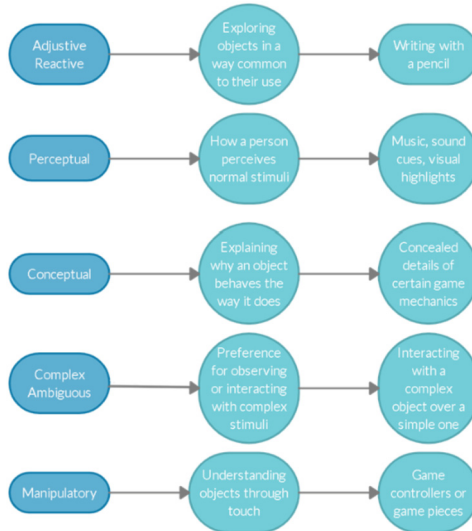 Adjustive
Reactive
Exploring
objects in a
way common
to their use
Writing with
a pencil
Perceptual
How a person
perceives
normal stimuli
Music, sound
cues, visual
highlights
Conceptual
Explaining
why an object
behaves the
way it does
Concealed
details of
certain game
mechanics
Complex
Ambiguous
Preference
for observing
or interacting
with complex
stimuli
Interacting
with a
complex
object over a
simple one
Manipulatory
Understanding
objects through
touch
Game
controllers or
game pieces